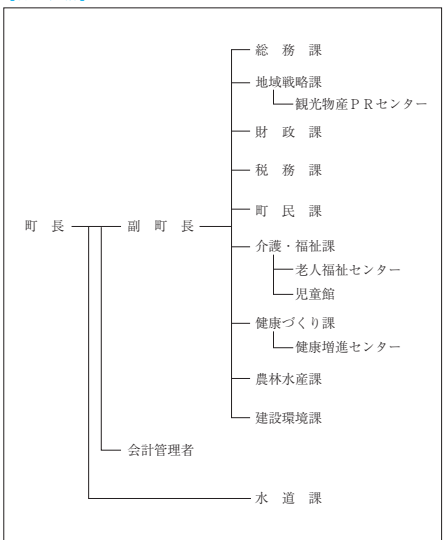 総務課
地域戦略課
観光物産PRセンター
財政課
税務課
町民課
町長
副町長
介護・福祉課
老人福祉センター
児童館
健康づくり課
健康増進センター
農林水産課
建設環境課
会計管理者
水道課